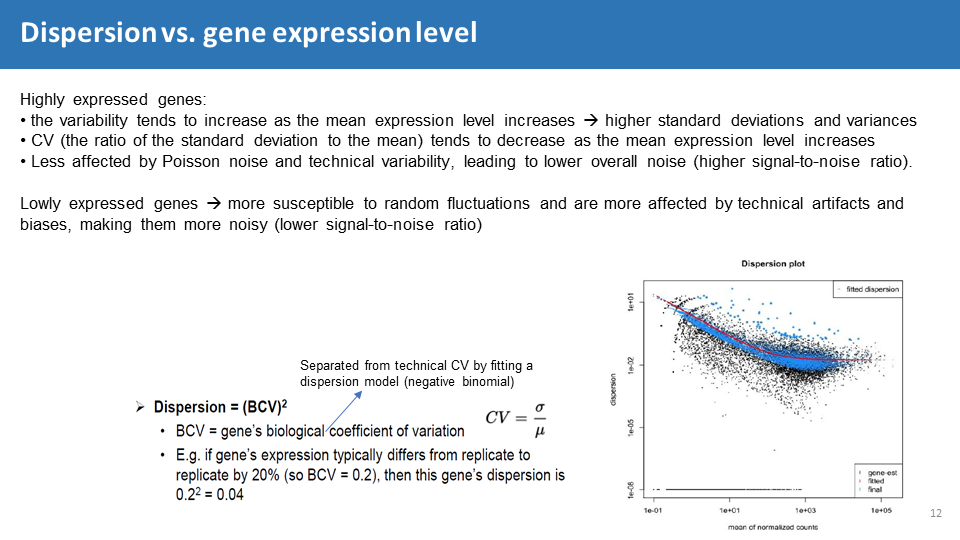 Dispersion vs. gene expression level
Highly expressed genes:
• the variability tends to increase as the mean expression level increases → higher standard deviations and variances
• CV (the ratio of the standard deviation to the mean) tends to decrease as the mean expression level increases
• Less affected by Poisson noise and technical variability, leading to lower overall noise (higher signal-to-noise ratio).
Lowly expressed genes → more susceptible to random fluctuations and are more affected by technical artifacts and
biases, making them more noisy (lower signal-to-noise ratio)
Separated from technical CV by fitting a
dispersion model (negative binomial)
➢ Dispersion = (BCV)²
• BCV = gene's biological coefficient of variation
CV = σ/μ
• E.g. if gene's expression typically differs from replicate to
replicate by 20% (so BCV = 0.2), then this gene's dispersion is
0.2² = 0.04
Dispersion plot
fitted dispersion
1e+01
1e-02
1e-05
dispersion
gene-est
fitted
final
1e-01 1e+01 1e+03 1e+05
mean of normalized counts
12